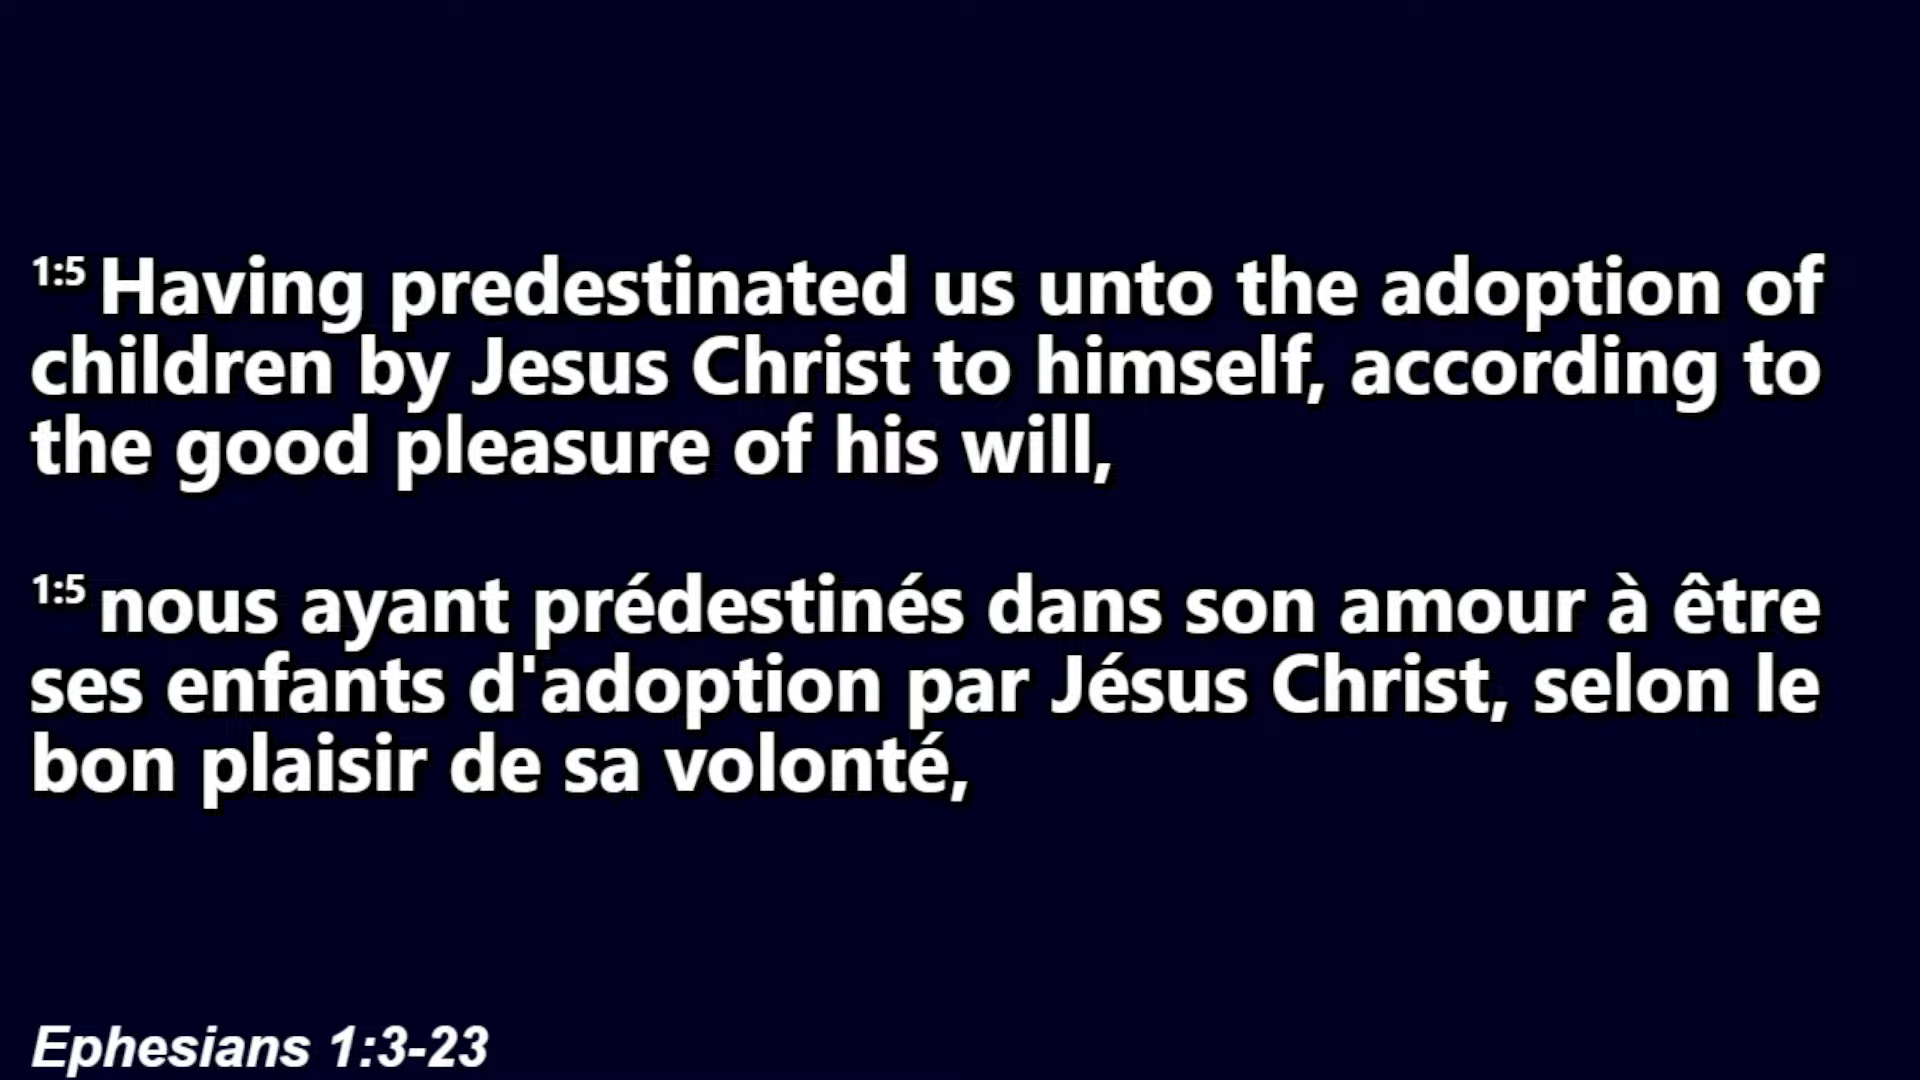 1:5 Having predestinated us unto the adoption of
children by Jesus Christ to himself, according to
the good pleasure of his will,
1:5 nous ayant prédestinés dans son amour à être
ses enfants d'adoption par Jésus Christ, selon le
bon plaisir de sa volonté,
Ephesians 1:3-23